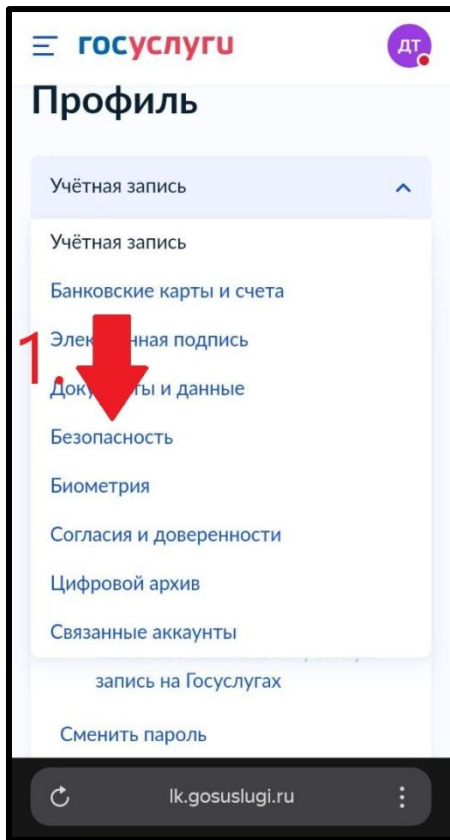 госуслуги
ДТ
Профиль
Учётная запись
Учётная запись
Банковские карты и счета
подпись
1.
и данные
Безопасность
Биометрия
Согласия и доверенности
Цифровой архив
Связанные аккаунты
запись на Госуслугах
Сменить пароль
lk.gosuslugi.ru